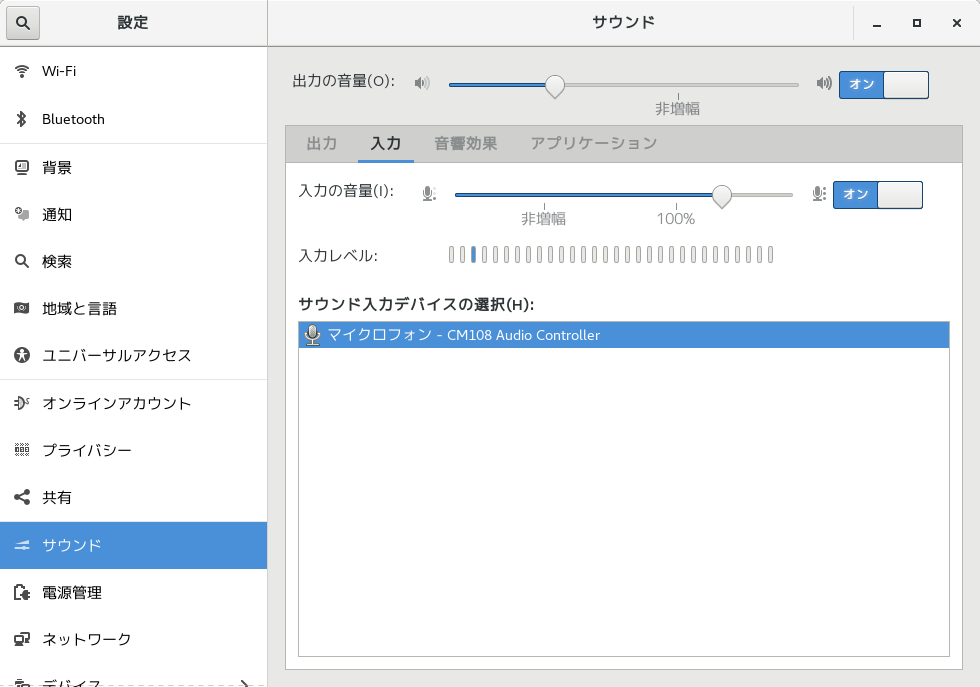 設定
サウンド
Wi-Fi
Bluetooth
背景
通知
検索
地域と言語
ユニバーサルアクセス
オンラインアカウント
プライバシー
共有
サウンド
電源管理
ネットワーク
デバイス
出力の音量(O):
オン
非増幅
出力 入力 音響効果 アプリケーション
入力の音量(I):
オン
非増幅 100%
入力レベル:
サウンド入力デバイスの選択(H):
マイクロフォン - CM108 Audio Controller